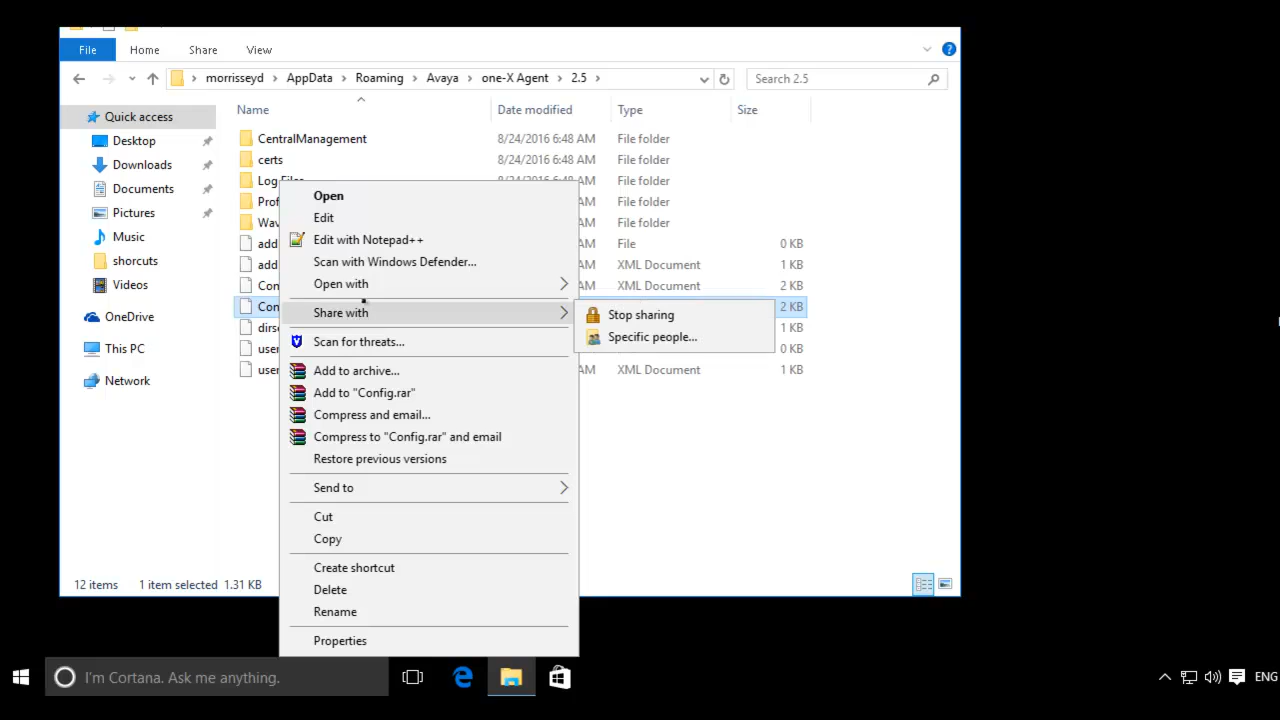 File Home Share View
morrisseyd > AppData > Roaming > Avaya > one-X Agent > 2.5 >
Search 2.5
Name Date modified Type Size
Quick access
Desktop
Downloads
Documents
Pictures
Music
shorcuts
Videos
OneDrive
This PC
Network
CentralManagement 8/24/2016 6:48 AM File folder
certs 8/24/2016 6:48 AM File folder
Log Files AM File folder
Prof AM File folder
Wav AM File folder
add AM File 0 KB
add AM XML Document 1 KB
Con AM XML Document 2 KB
Con 2 KB
dirse 1 KB
user 0 KB
user AM XML Document 1 KB
Open
Edit
Edit with Notepad++
Scan with Windows Defender...
Open with
Share with
Scan for threats...
Add to archive...
Add to "Config.rar"
Compress and email...
Compress to "Config.rar" and email
Restore previous versions
Send to
Cut
Copy
Create shortcut
Delete
Rename
Properties
Stop sharing
Specific people...
12 items 1 item selected 1.31 KB
I'm Cortana. Ask me anything.
ENG